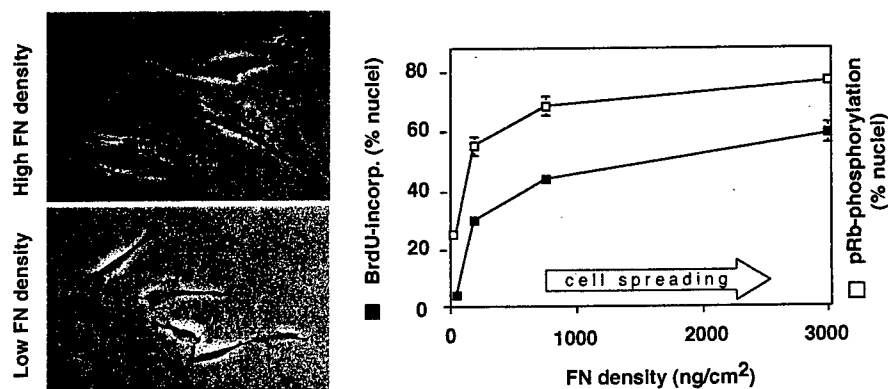 High FN density
Low FN density
■ BrdU-incorp. (% nuclei)
80
60
40
20
0
cell spreading
0
1000
2000
3000
FN density (ng/cm²)
□ pRb-phosphorylation
(% nuclei)